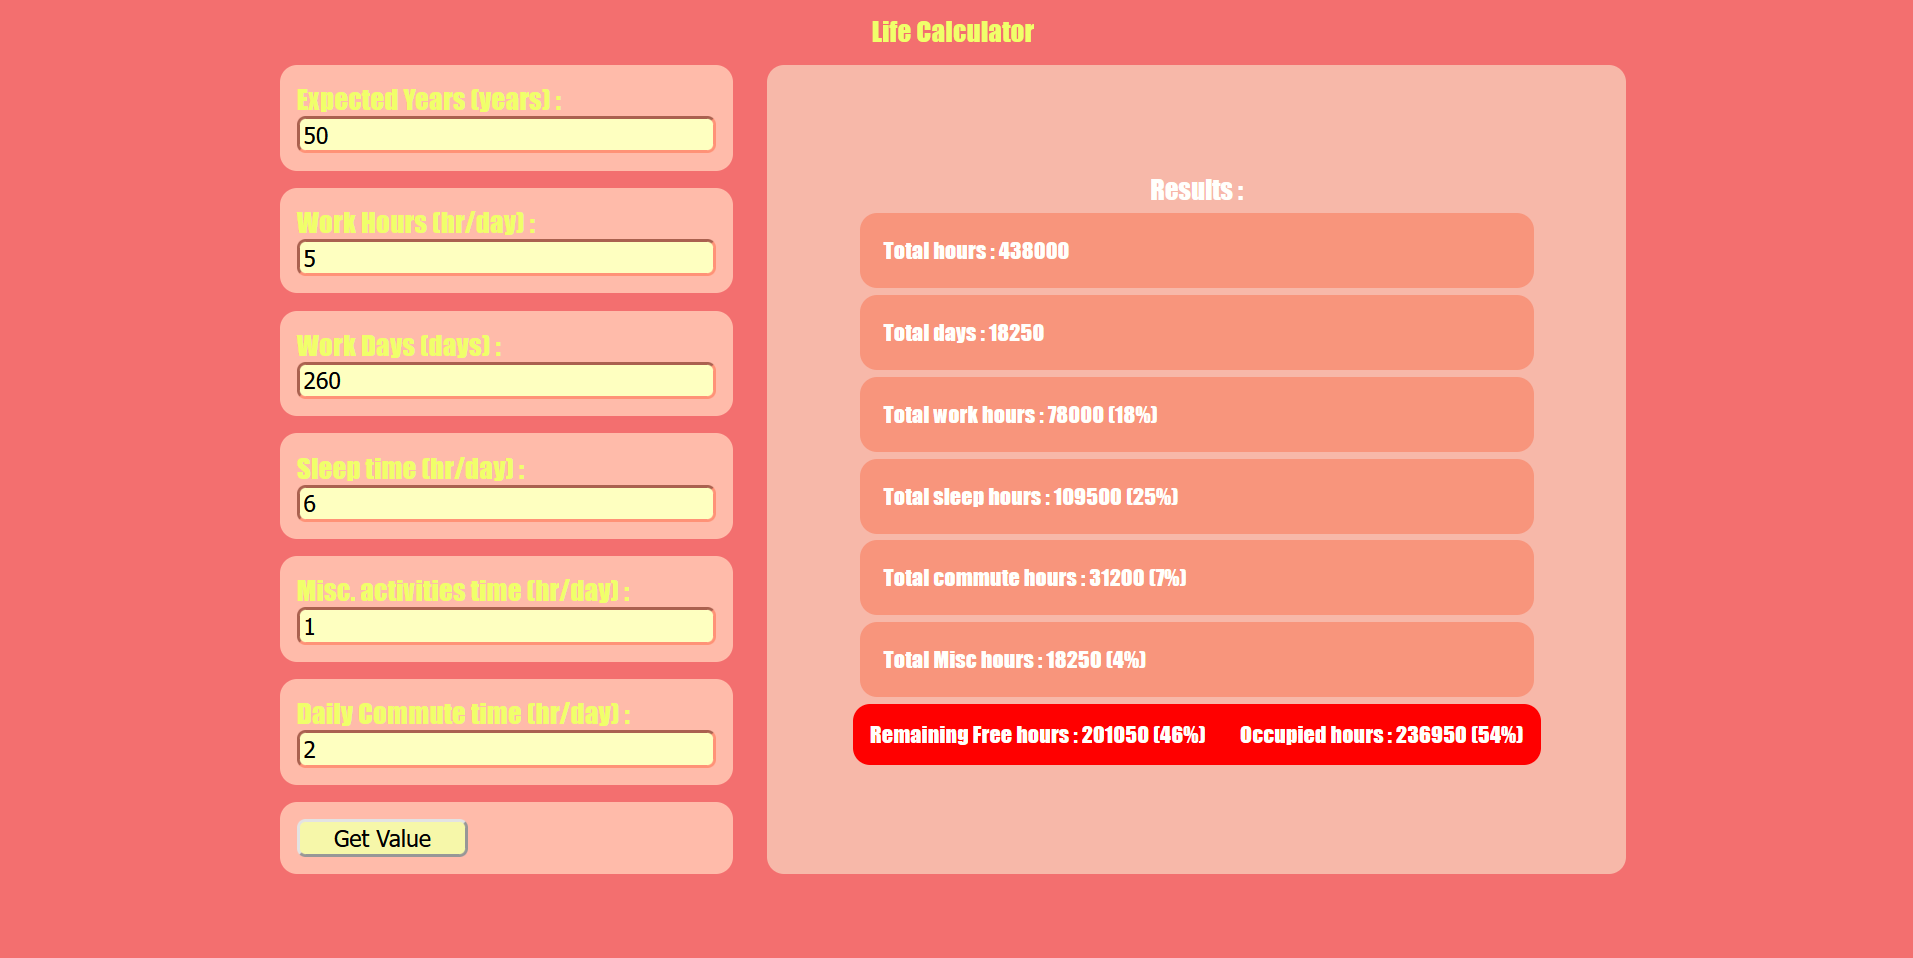 Life Calculator
Expected Years (years) :
50
Work Hours (hr/day) :
5
Work Days (days) :
260
Sleep time (hr/day) :
6
Misc. activities time (hr/day) :
1
Daily Commute time (hr/day) :
2
Get Value
Results :
Total hours : 438000
Total days : 18250
Total work hours : 78000 (18%)
Total sleep hours : 109500 (25%)
Total commute hours : 31200 (7%)
Total Misc hours : 18250 (4%)
Remaining Free hours : 201050 (46%) Occupied hours : 236950 (54%)